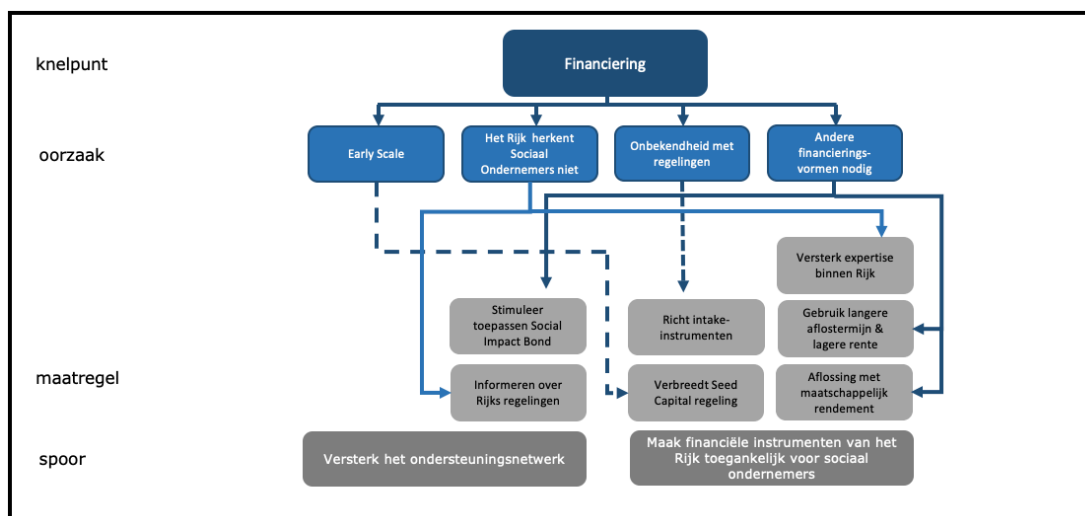 knelpunt
Financiering
oorzaak
Early Scale
Het Rijk herkent
Sociaal
Ondernemers niet
Onbekendheid met
regelingen
Andere
financierings-
vormen nodig
Versterk expertise
binnen Rijk
Stimuleer
toepassen Social
Impact Bond
Richt intake-
instrumenten
Gebruik langere
aflostermijn &
lagere rente
maatregel
Informeren over
Rijks regelingen
Verbreedt Seed
Capital regeling
Aflossing met
maatschappelijk
rendement
spoor
Versterk het ondersteuningsnetwerk
Maak financiële instrumenten van het
Rijk toegankelijk voor sociaal
ondernemers